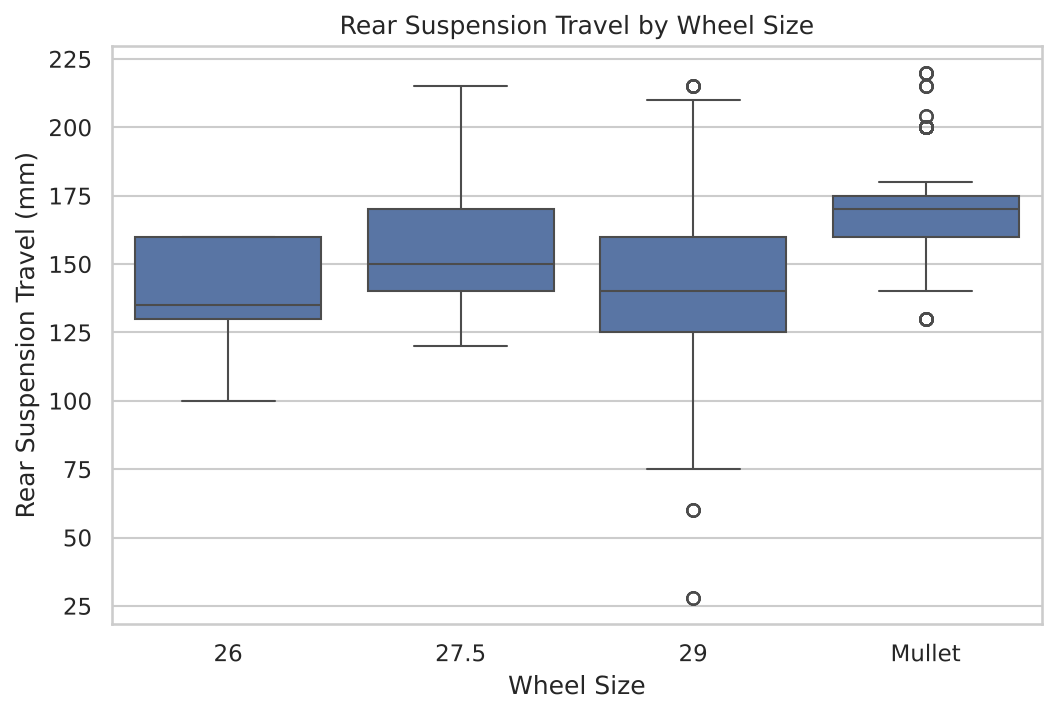 Rear Suspension Travel by Wheel Size
Rear Suspension Travel (mm)
225
200
175
150
125
100
75
50
25
26 27.5 29 Mullet
Wheel Size